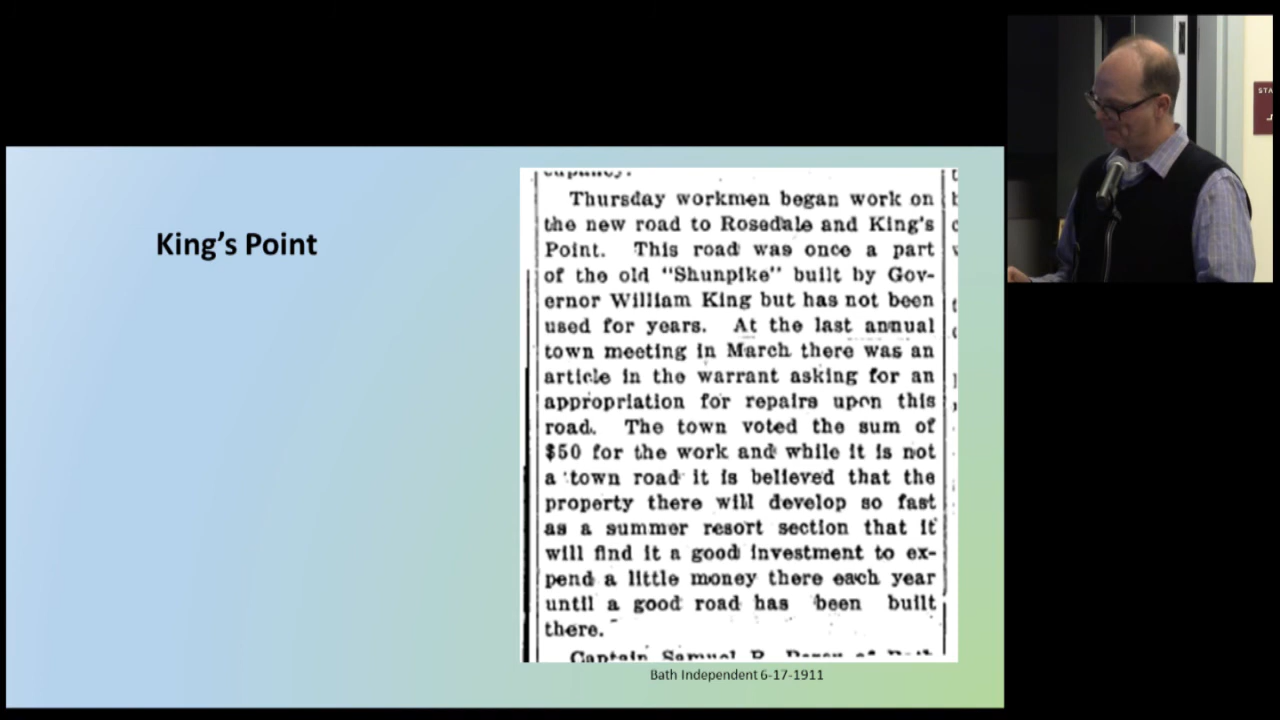 King's Point
Thursday workmen began work on
the new road to Rosedale and King's
Point. This road was once a part
of the old "Shunpike" built by Gov-
ernor William King but has not been
used for years. At the last annual
town meeting in March there was an
article in the warrant asking for an
appropriation for repairs upon this
road. The town voted the sum of
$50 for the work and while it is not
a town road it is believed that the
property there will develop so fast
as a summer resort section that it
will find it a good investment to ex-
pend a little money there each year
until a good road has been built
there.
Captain Samuel
Bath Independent 6-17-1911
STA